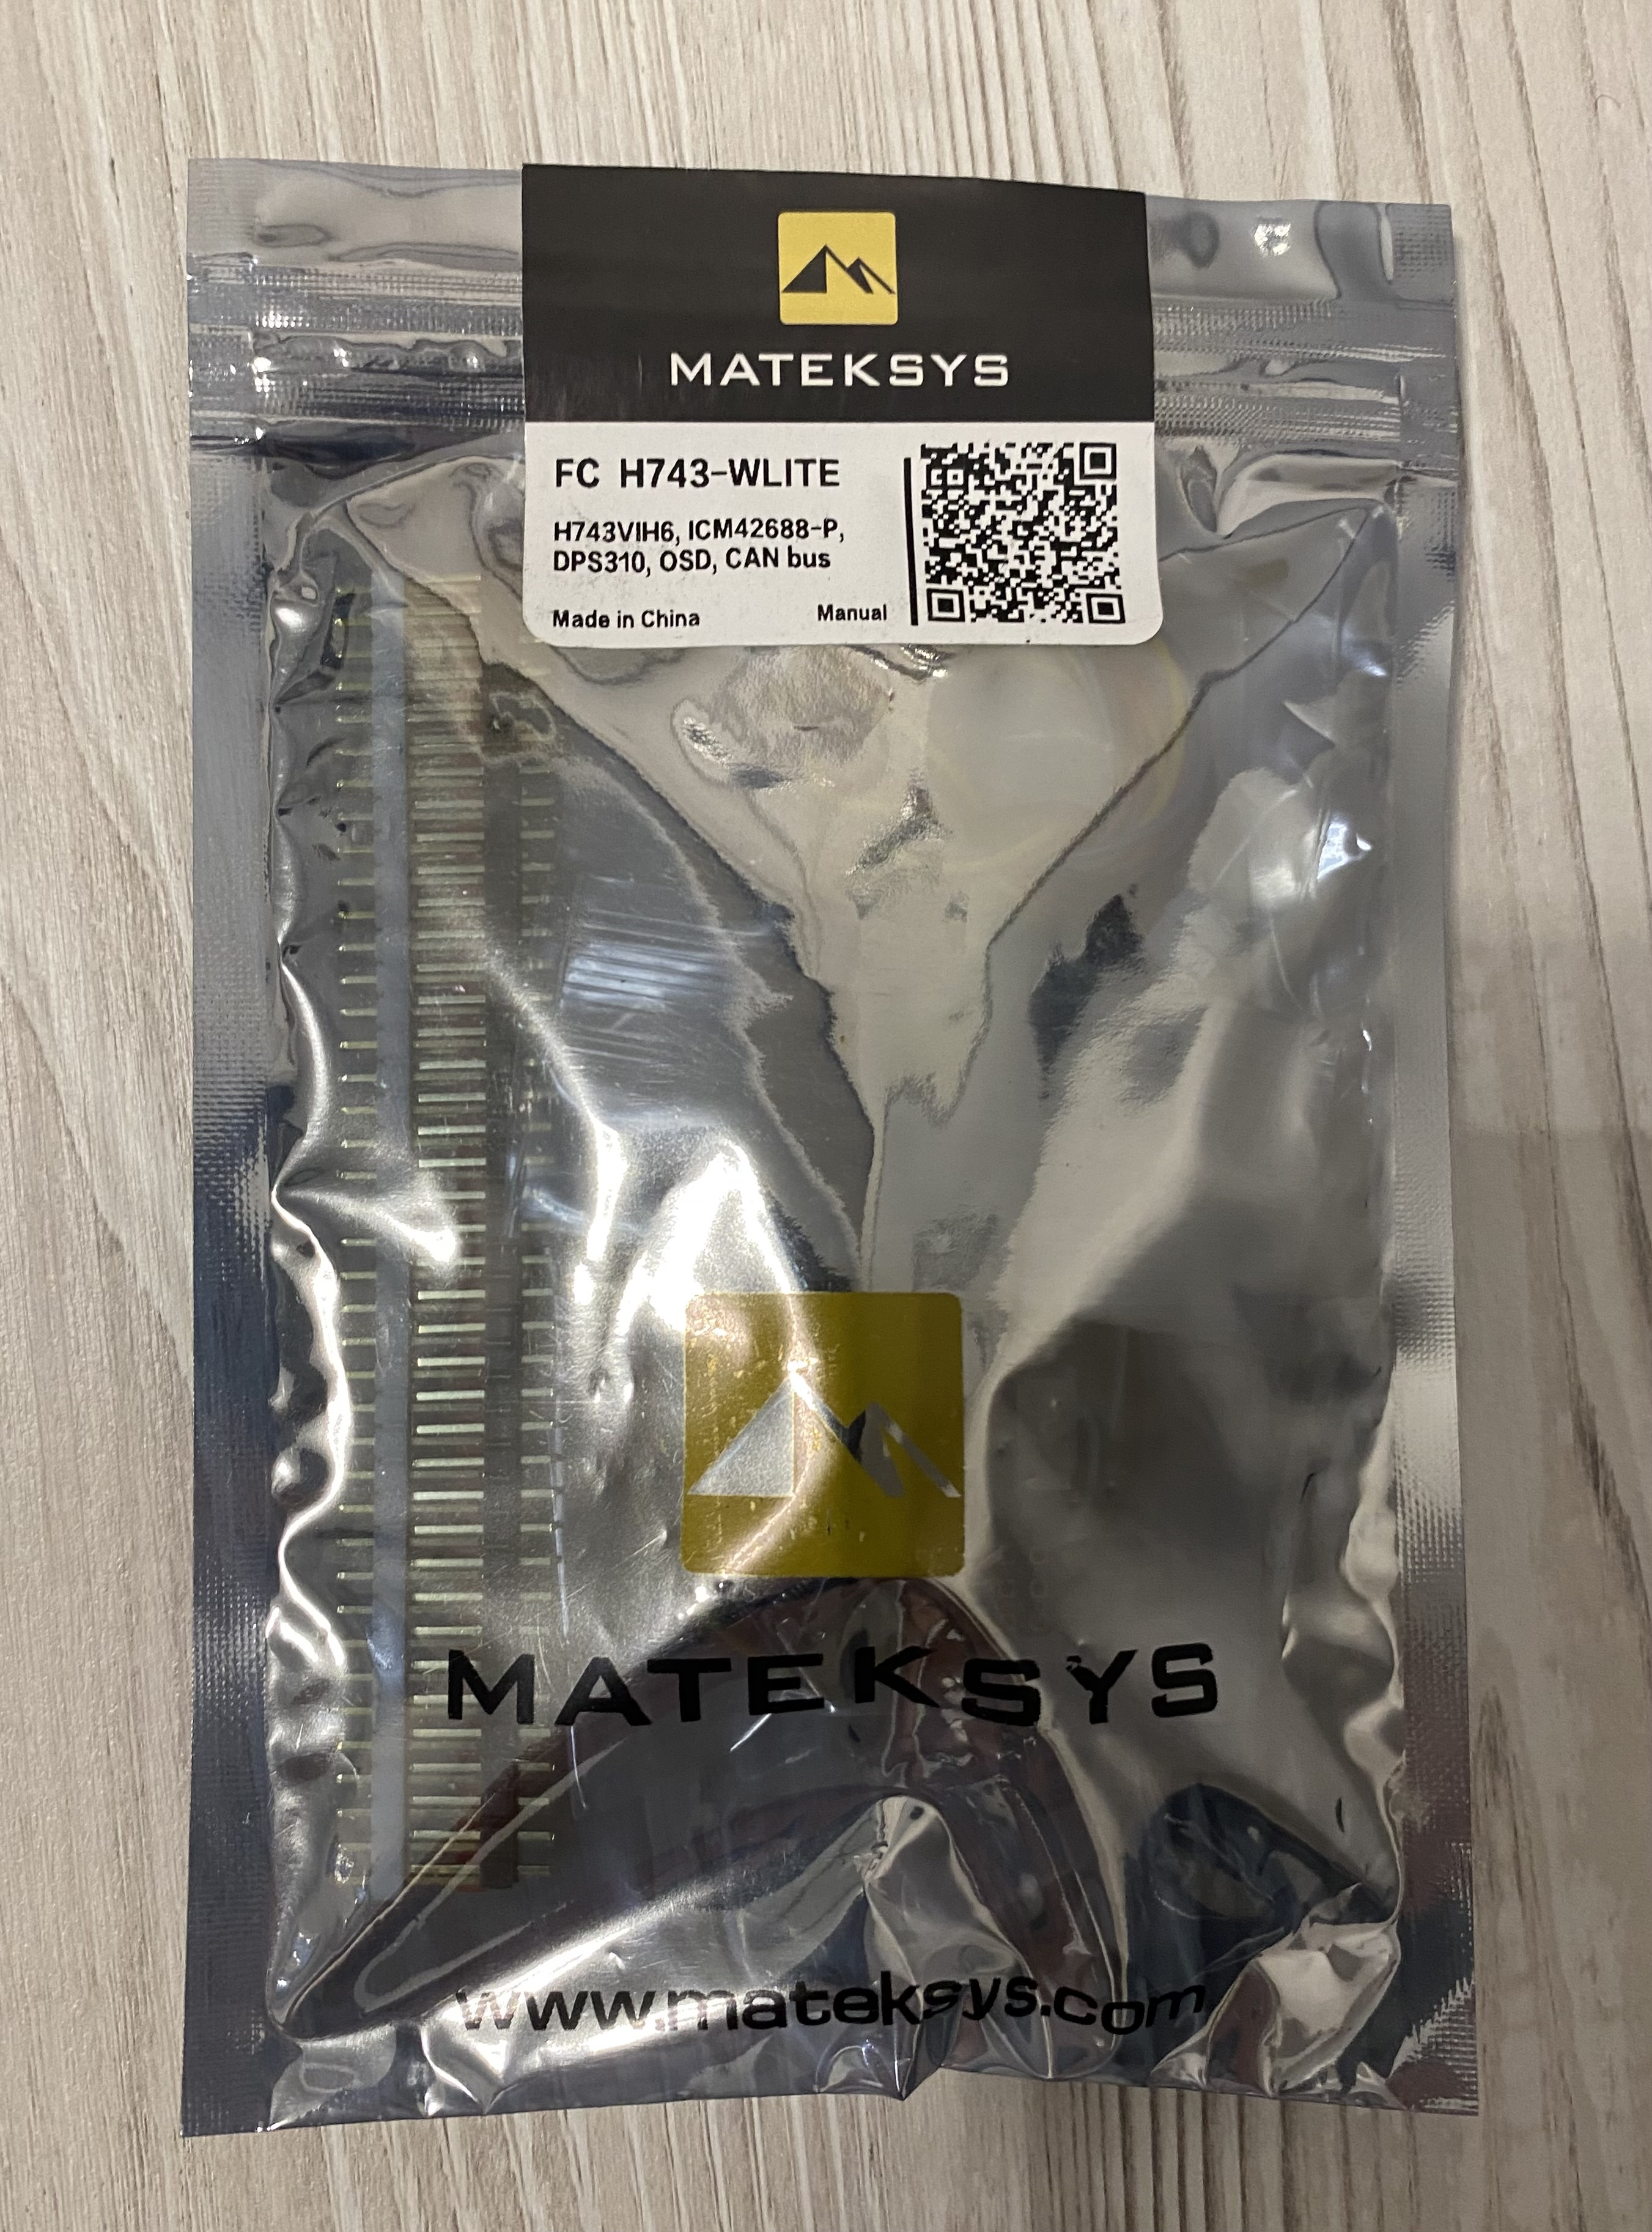 MATEKSYS
FC H743-WLITE
H743VIH6, ICM42688-P,
DPS310, OSD, CAN bus
Made in China
Manual
MATEKSYS
www.mateksys.com